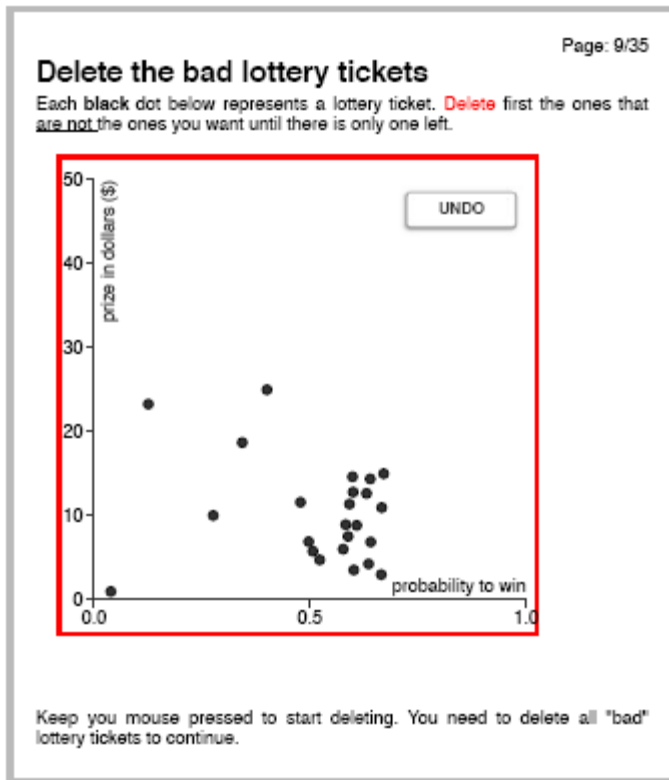 Page: 9/35
Delete the bad lottery tickets
Each black dot below represents a lottery ticket. Delete first the ones that
are not the ones you want until there is only one left.
50
UNDO
prize in dollars ($)
40
30
20
10
probability to win
0
0.0 0.5 1.0
Keep you mouse pressed to start deleting. You need to delete all "bad"
lottery tickets to continue.